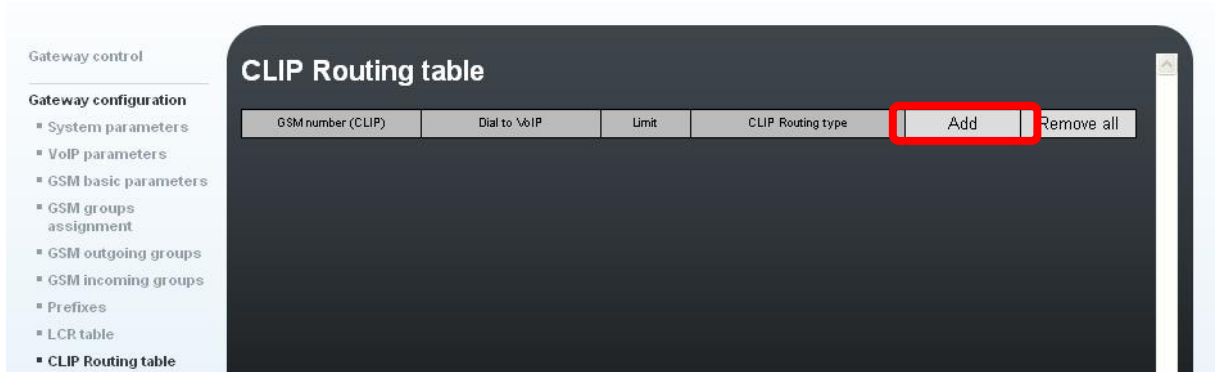 Gateway control
Gateway configuration
System parameters
VoIP parameters
GSM basic parameters
GSM groups
assignment
GSM outgoing groups
GSM incoming groups
Prefixes
LCR table
CLIP Routing table
CLIP Routing table
GSM number (CLIP) Dial to VoIP Limit CLIP Routing type Add Remove all